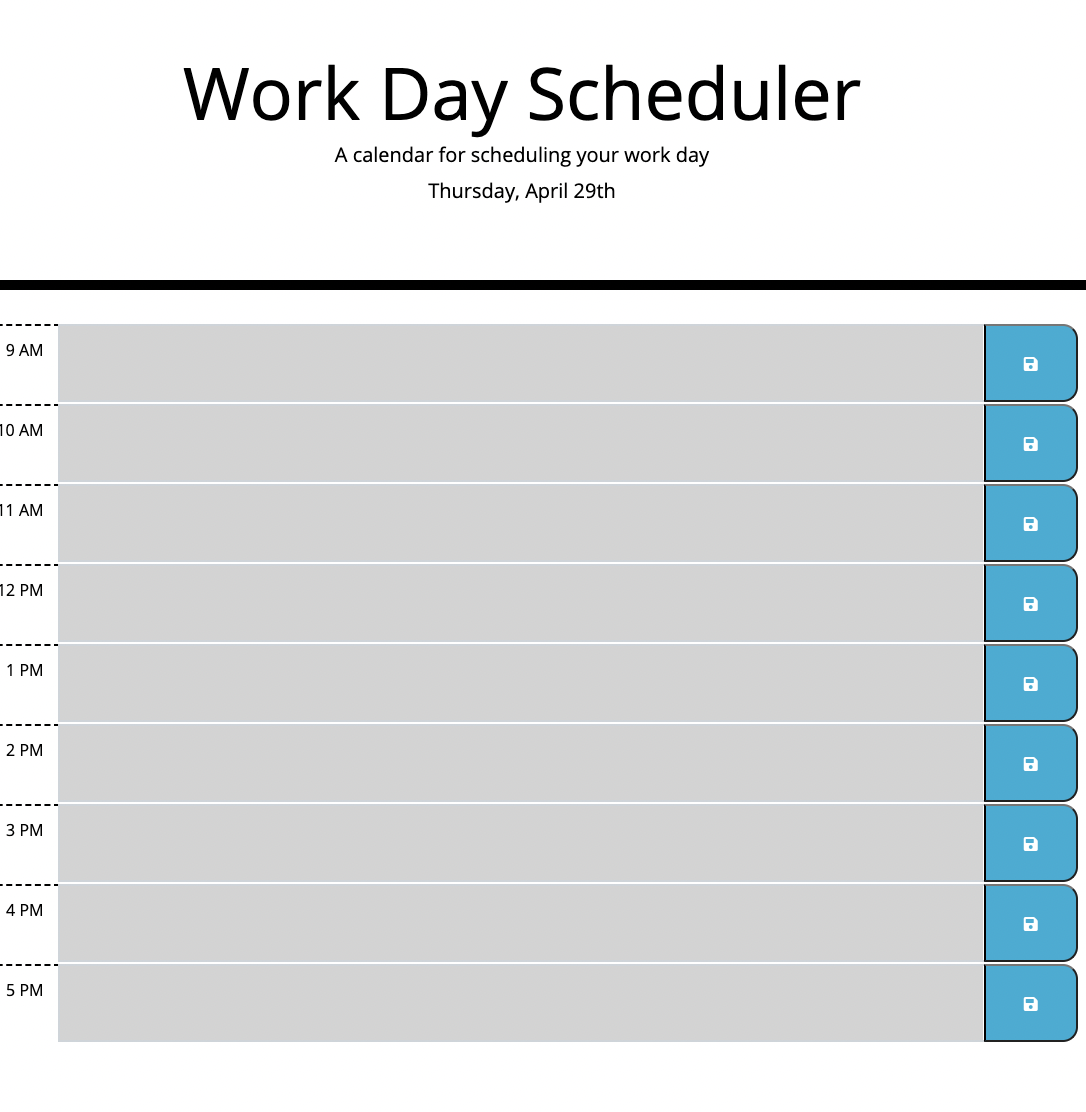 Work Day Scheduler
A calendar for scheduling your work day
Thursday, April 29th
9 AM
10 AM
11 AM
12 PM
1 PM
2 PM
3 PM
4 PM
5 PM